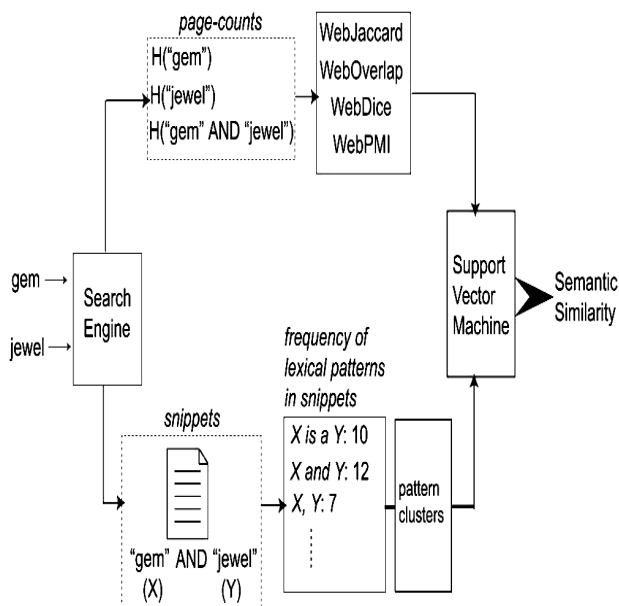 page-counts
H("gem")
H("jewel")
H("gem" AND "jewel")
WebJaccard
WebOverlap
WebDice
WebPMI
gem
jewel
Search
Engine
Support
Vector
Machine
Semantic
Similarity
snippets
"gem" AND "jewel"
(X) (Y)
frequency of
lexical patterns
in snippets
X is a Y: 10
X and Y: 12
X, Y: 7
pattern
clusters